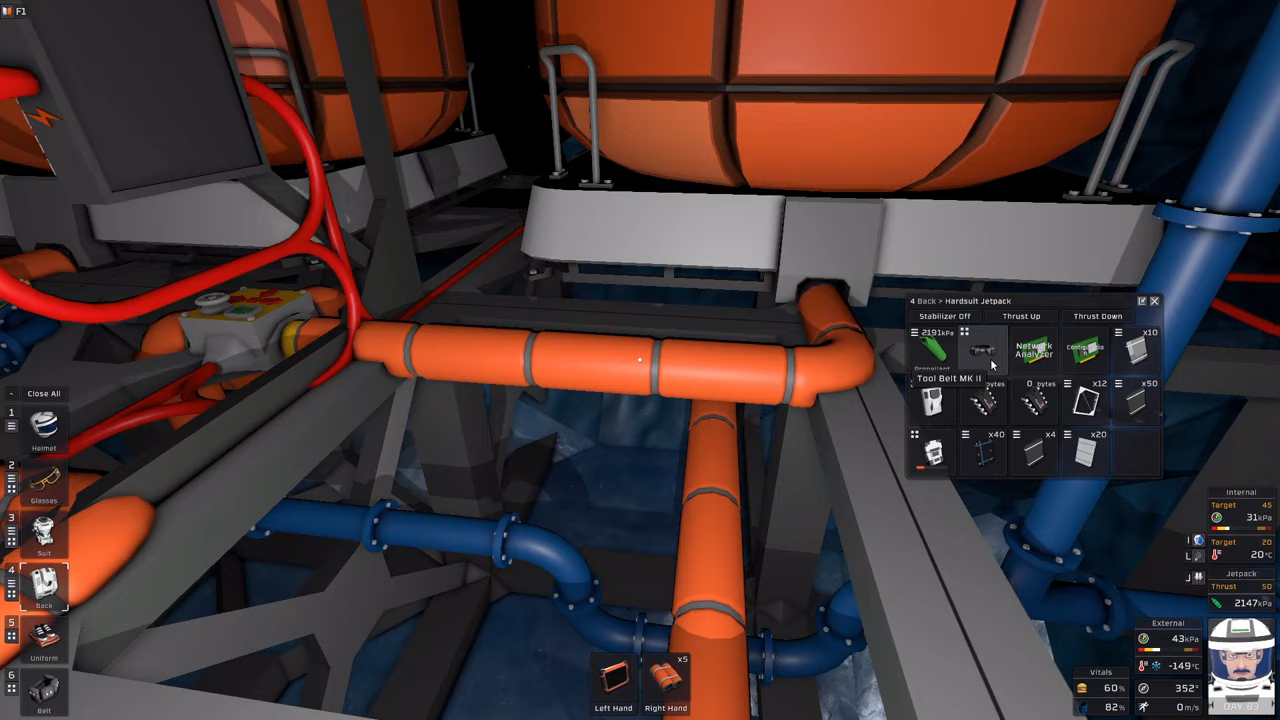 F1
4 Back > Hardsuit Jetpack
Stabilizer Off
Thrust Up
Thrust Down
2191kPa
Propellant
Network Analyzer
x10
Tool Belt MK II
bytes
0 bytes
x12
x50
x40
x4
x20
- Close All
1
Helmet
2
Glasses
3
Suit
4
Back
5
Uniform
6
Belt
Left Hand
x5
Right Hand
Internal
Target 45
31kPa
Target 20
20°C
Jetpack
Thrust 50
2147kPa
External
43kPa
-149°C
Vitals
60%
352°
82%
0m/s
DAY 83